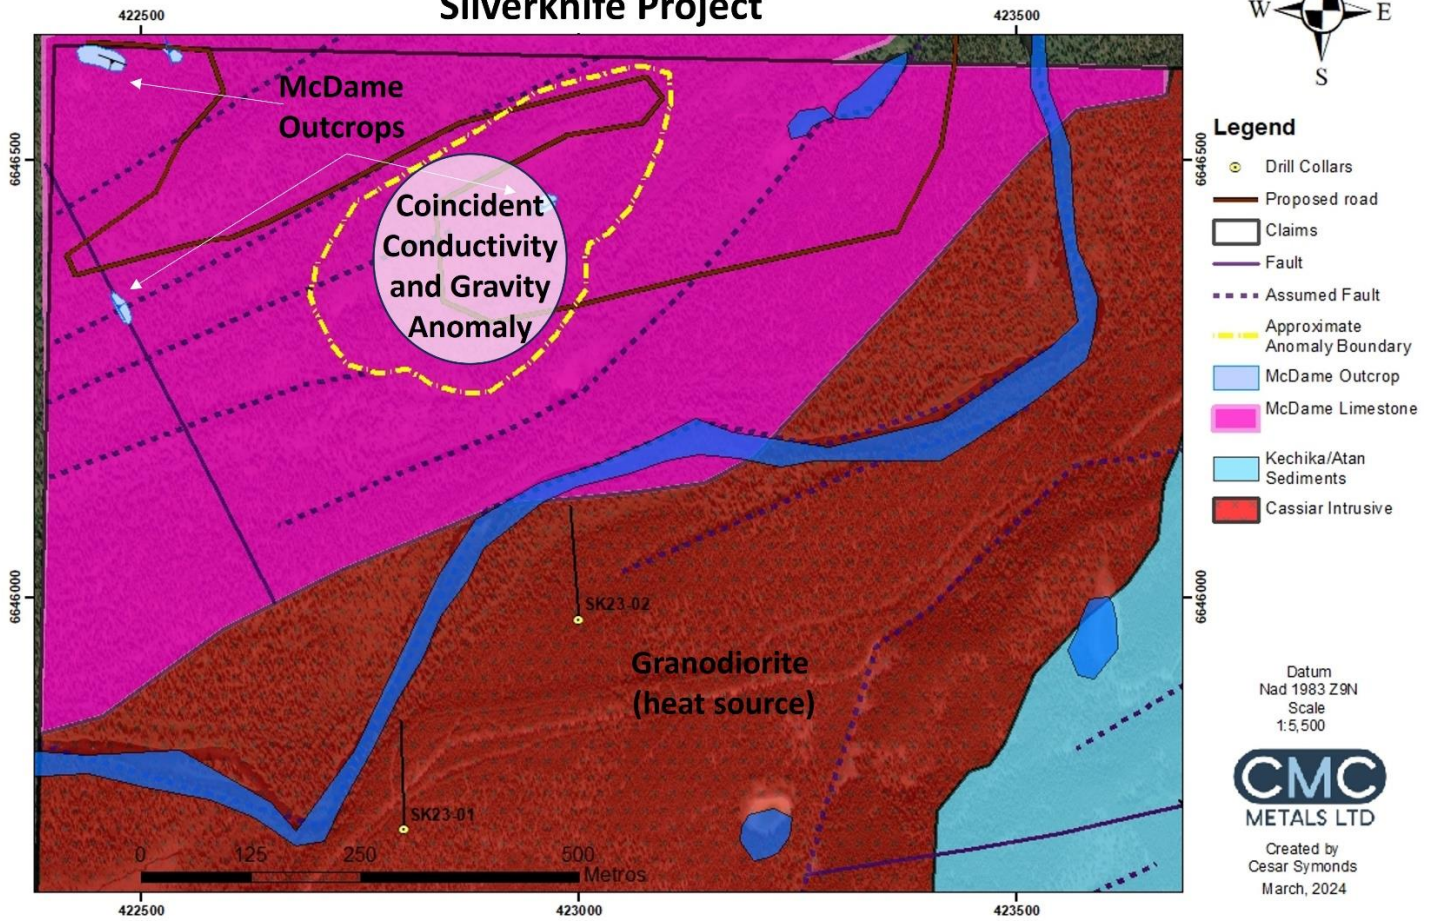 Silverknife Project
422500
423500
W
E
S
6646500
6646500
McDame
Outcrops
Coincident
Conductivity
and Gravity
Anomaly
Legend
Drill Collars
Proposed road
Claims
Fault
Assumed Fault
Approximate
Anomaly Boundary
McDame Outcrop
McDame Limestone
Kechika/Atan
Sediments
Cassiar Intrusive
6646000
6646000
SK23-02
Granodiorite
(heat source)
SK23-01
0 125 250 500
Metros
Datum
Nad 1983 Z9N
Scale
1:5,500
CMC
METALS LTD
Created by
Cesar Symonds
March, 2024
422500
423000
423500